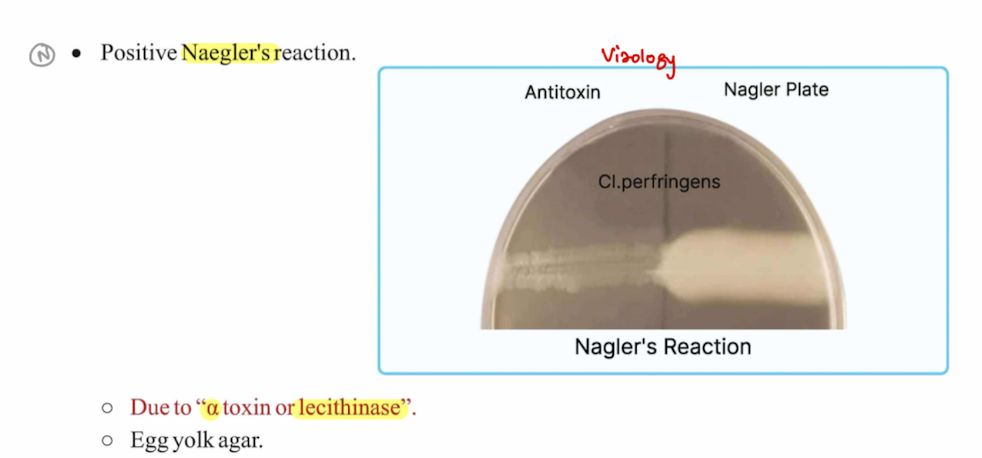 Ⓝ • Positive Naegler's reaction.
Virology
Antitoxin
Nagler Plate
Cl.perfringens
Nagler's Reaction
○ Due to “α toxin or lecithinase”.
○ Egg yolk agar.